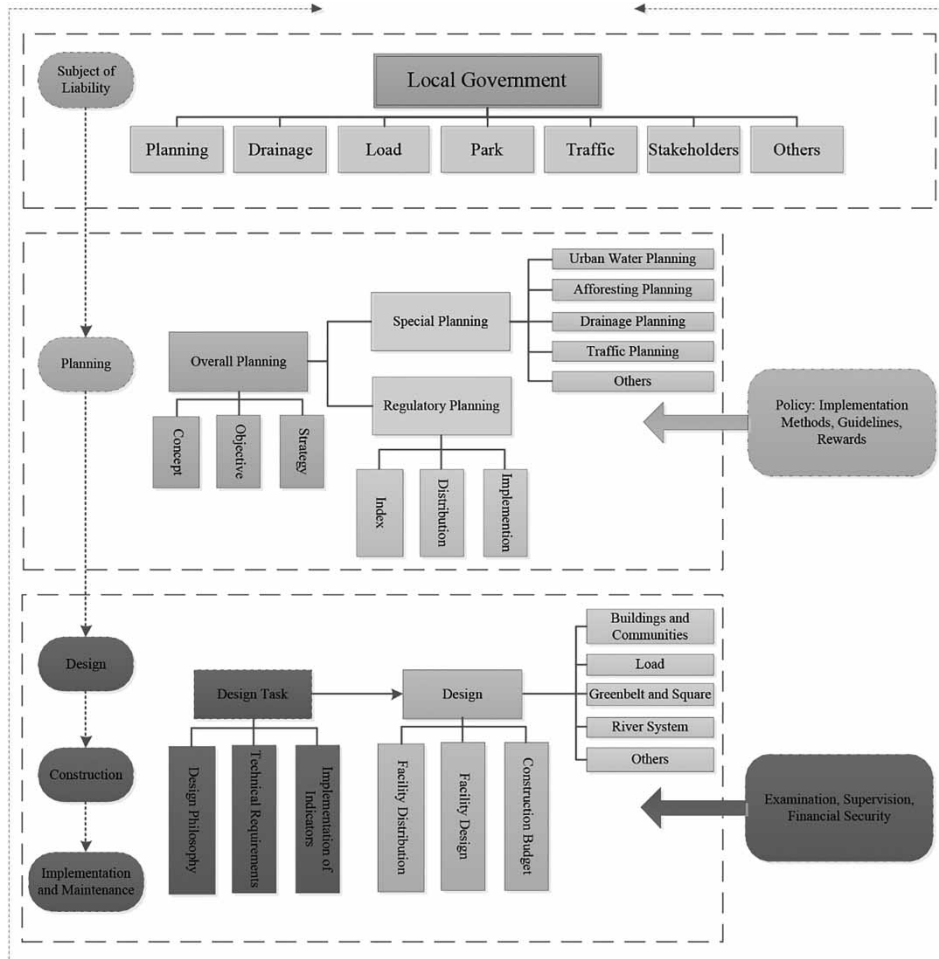 Subject of
Liability
Local Government
Planning
Drainage
Load
Park
Traffic
Stakeholders
Others
Planning
Overall Planning
Concept
Objective
Strategy
Special Planning
Regulatory Planning
Index
Distribution
Implemention
Urban Water Planning
Afforesting Planning
Drainage Planning
Traffic Planning
Others
Policy: Implementation
Methods, Guidelines,
Rewards
Design
Construction
Implementation
and Maintenance
Design Task
Design Philosophy
Technical
Requirements
Implementation of
Indicators
Design
Facility Distribution
Facility Design
Construction Budget
Buildings and
Communities
Load
Greenbelt and Square
River System
Others
Examination, Supervision,
Financial Security